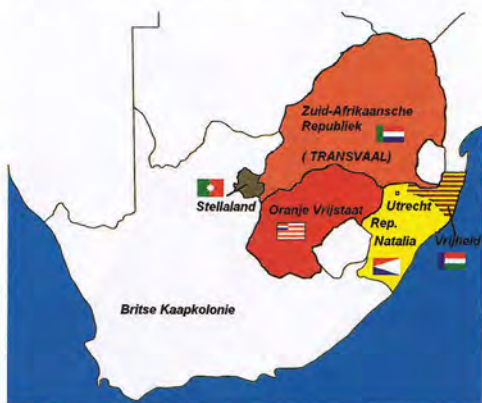 Zuid-Afrikaansche
Republiek
( TRANSVAAL)
Stellaland
Oranje Vrijstaat
Utrecht
Rep.
Natalia
Vrijheid
Britse Kaapkolonie